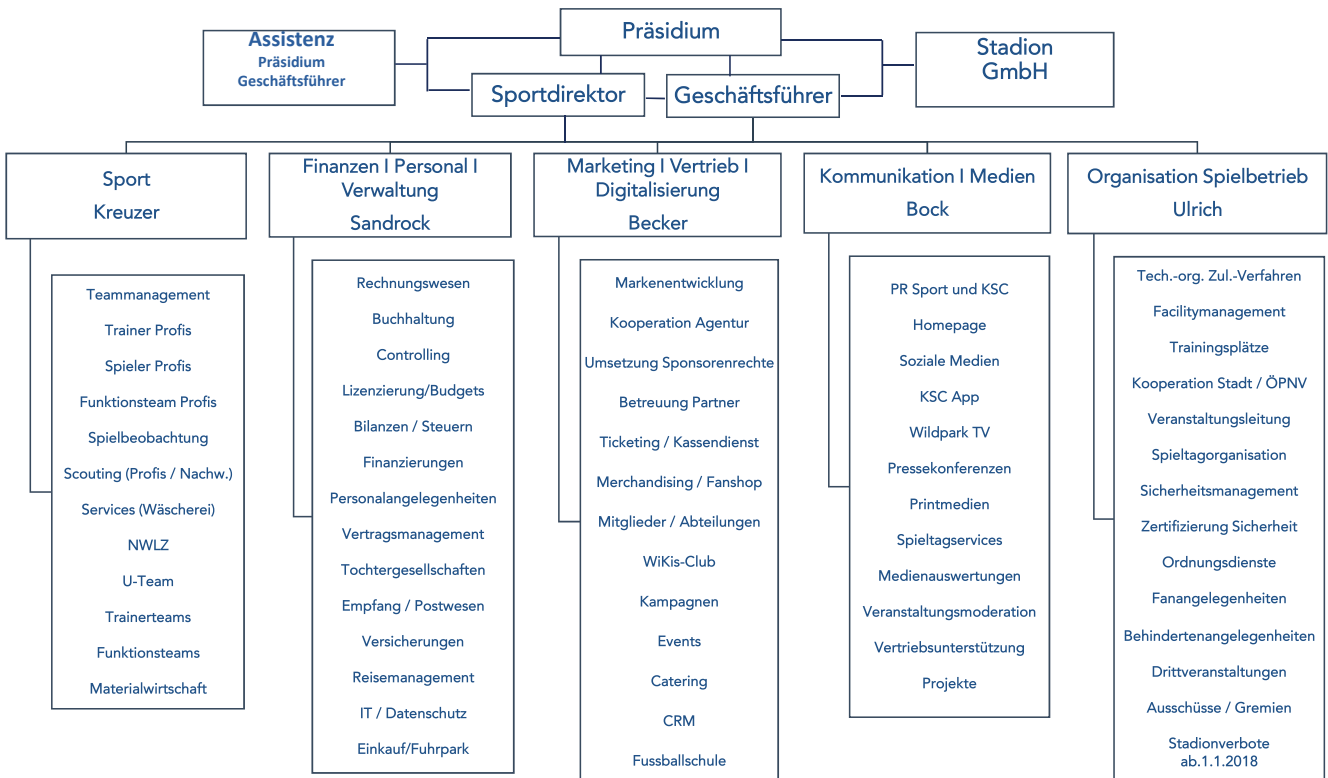 Präsidium
Assistenz
Präsidium
Geschäftsführer
Stadion
GmbH
Sportdirektor
Geschäftsführer
Sport
Kreuzer
Teammanagement
Trainer Profis
Spieler Profis
Funktionsteam Profis
Spielbeobachtung
Scouting (Profis / Nachw.)
Services (Wäscherei)
NWLZ
U-Team
Trainerteams
Funktionsteams
Materialwirtschaft
Finanzen I Personal I
Verwaltung
Sandrock
Rechnungswesen
Buchhaltung
Controlling
Lizenzierung/Budgets
Bilanzen / Steuern
Finanzierungen
Personalangelegenheiten
Vertragsmanagement
Tochtergesellschaften
Empfang / Postwesen
Versicherungen
Reisemanagement
IT / Datenschutz
Einkauf/Fuhrpark
Marketing I Vertrieb I
Digitalisierung
Becker
Markenentwicklung
Kooperation Agentur
Umsetzung Sponsorenrechte
Betreuung Partner
Ticketing / Kassendienst
Merchandising / Fanshop
Mitglieder / Abteilungen
WiKis-Club
Kampagnen
Events
Catering
CRM
Fussballschule
Kommunikation I Medien
Bock
PR Sport und KSC
Homepage
Soziale Medien
KSC App
Wildpark TV
Pressekonferenzen
Printmedien
Spieltagservices
Medienauswertungen
Veranstaltungsmoderation
Vertriebsunterstützung
Projekte
Organisation Spielbetrieb
Ulrich
Tech.-org. Zul.-Verfahren
Facilitymanagement
Trainingsplätze
Kooperation Stadt / ÖPNV
Veranstaltungsleitung
Spieltagorganisation
Sicherheitsmanagement
Zertifizierung Sicherheit
Ordnungsdienste
Fanangelegenheiten
Behindertenangelegenheiten
Drittveranstaltungen
Ausschüsse / Gremien
Stadionverbote
ab.1.1.2018